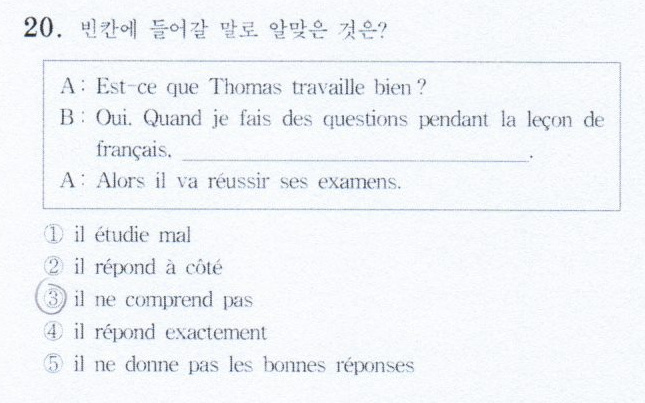 20. 빈칸에 들어갈 말로 알맞은 것은?
A : Est-ce que Thomas travaille bien ?
B : Oui. Quand je fais des questions pendant la leçon de
français, ______________________________.
A : Alors il va réussir ses examens.
① il étudie mal
② il répond à côté
③ il ne comprend pas
④ il répond exactement
⑤ il ne donne pas les bonnes réponses